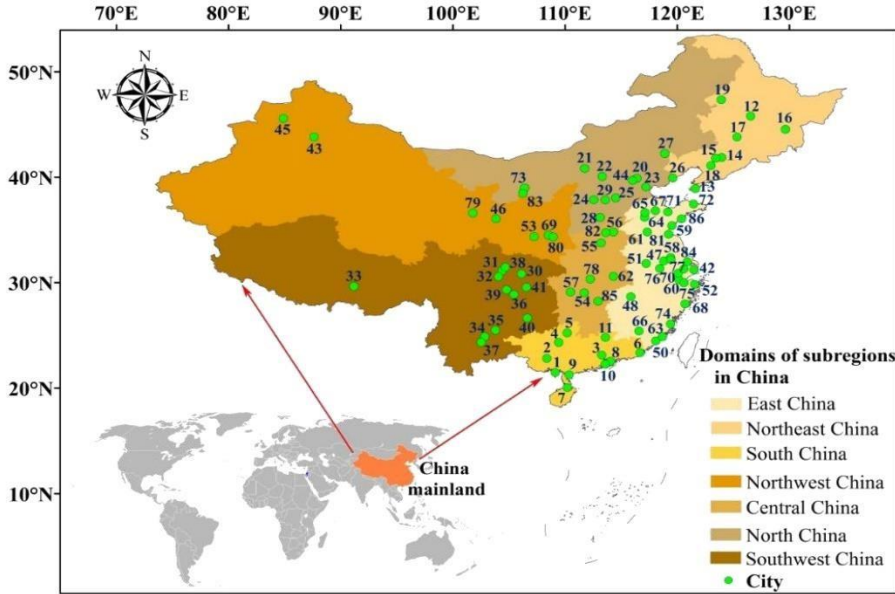 70°E 80°E 90°E 100°E 110°E 120°E 130°E
50°N
40°N
30°N
20°N
10°N
N
W E
S
19
12
16
17
45
43
27
15 14
18
21 22
44 20
26
73
83
29
24 25 23
13
72
79 46
28
65 67 71
86
69
53 80
82 56
64
59
55
61 81
58
31 38
32 30
33
39 41
36
78
62
51 47
84
42
77
76 70
60
52
57
54 85
48
75
68
35
34
37
40
5
4
2
11
66
74
63
3 8
6 50
1 9
10
7
Domains of subregions
in China
East China
Northeast China
South China
Northwest China
Central China
North China
Southwest China
City
China
mainland